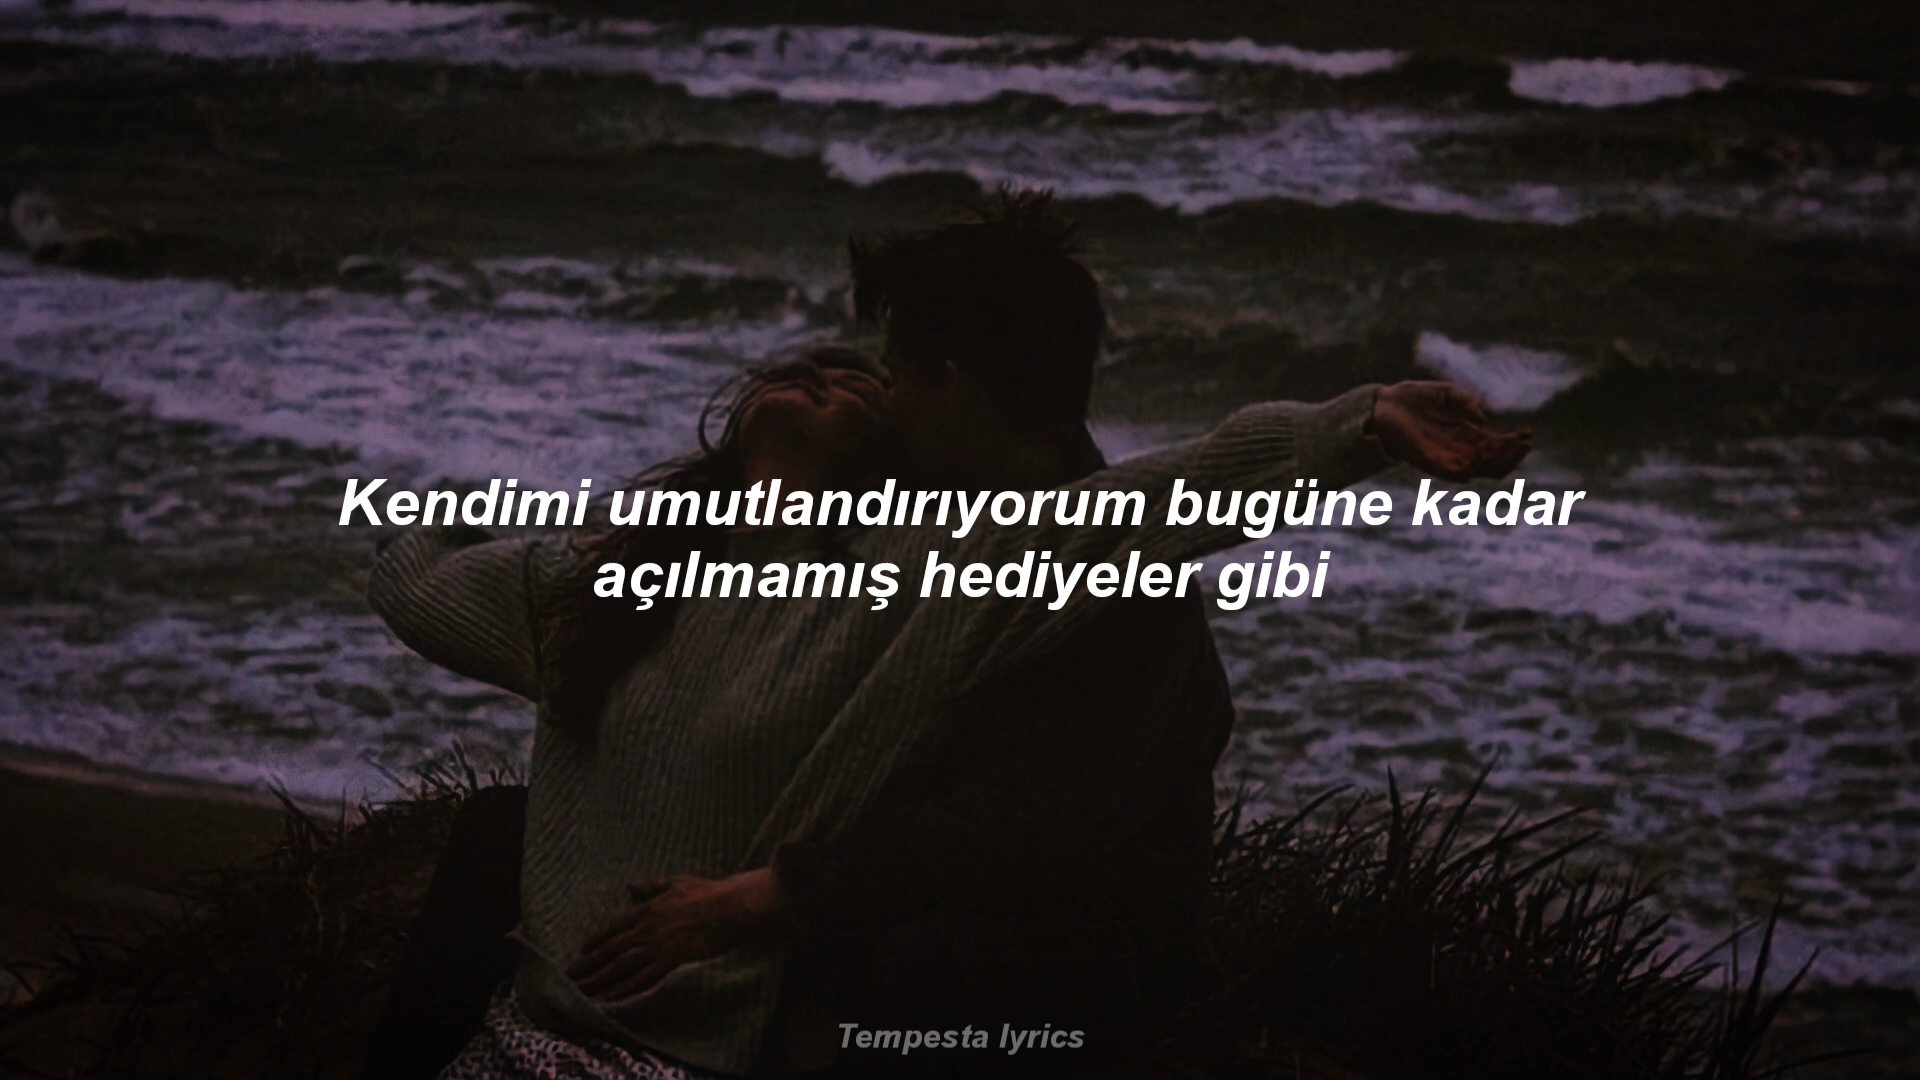 Kendimi umutlandırıyorum bugüne kadar
açılmamış hediyeler gibi
Tempesta lyrics